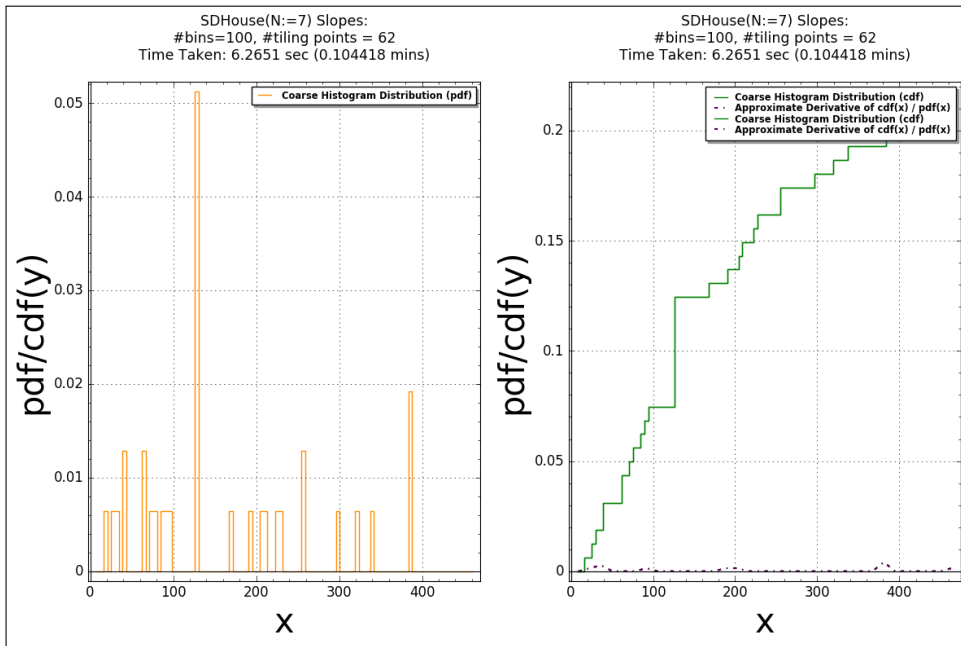 SDHouse(N:=7) Slopes:
#bins=100, #tiling points = 62
Time Taken: 6.2651 sec (0.104418 mins)
Coarse Histogram Distribution (pdf)
0.05
0.04
0.03
0.02
0.01
0
0
100
200
300
400
pdf/cdf(y)
x
SDHouse(N:=7) Slopes:
#bins=100, #tiling points = 62
Time Taken: 6.2651 sec (0.104418 mins)
Coarse Histogram Distribution (cdf)
Approximate Derivative of cdf(x) / pdf(x)
Coarse Histogram Distribution (cdf)
Approximate Derivative of cdf(x) / pdf(x)
0.2
0.15
0.1
0.05
0
0
100
200
300
400
pdf/cdf(y)
x